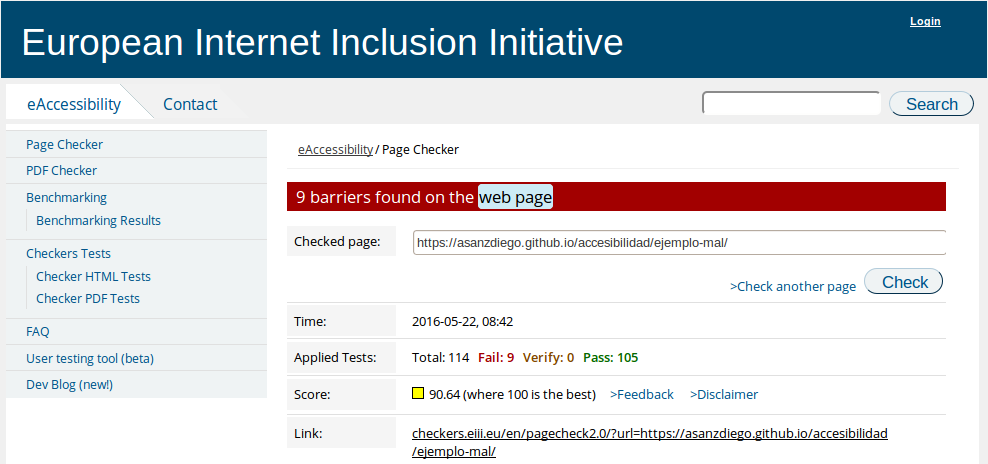 Login
European Internet Inclusion Initiative
eAccessibility
Contact
Search
Page Checker
PDF Checker
Benchmarking
Benchmarking Results
Checkers Tests
Checker HTML Tests
Checker PDF Tests
FAQ
User testing tool (beta)
Dev Blog (new!)
eAccessibility / Page Checker
9 barriers found on the web page
Checked page: https://asanzdiego.github.io/accesibilidad/ejemplo-mal/
>Check another page Check
Time: 2016-05-22, 08:42
Applied Tests: Total: 114 Fail: 9 Verify: 0 Pass: 105
Score: 90.64 (where 100 is the best) >Feedback >Disclaimer
Link: checkers.eiii.eu/en/pagecheck2.0/?url=https://asanzdiego.github.io/accesibilidad
/ejemplo-mal/